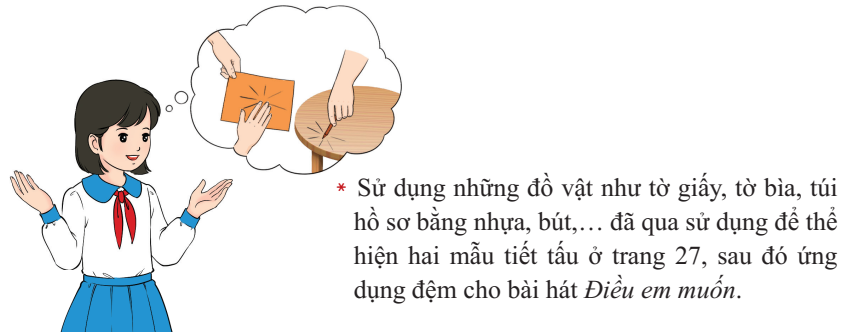 * Sử dụng những đồ vật như tờ giấy, tờ bìa, túi
hồ sơ bằng nhựa, bút,… đã qua sử dụng để thể
hiện hai mẫu tiết tấu ở trang 27, sau đó ứng
dụng đệm cho bài hát Điều em muốn.